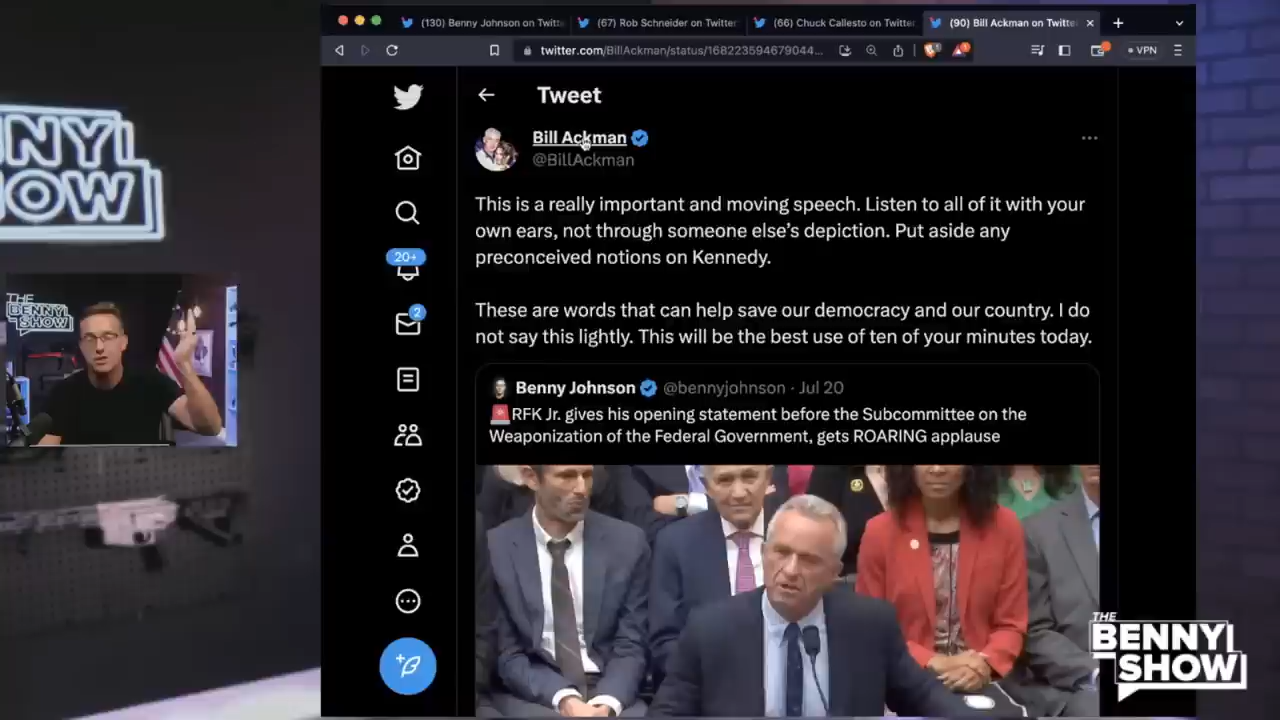 (130) Benny Johnson on Twitte
(67) Rob Schneider on Twitter
(66) Chuck Callesto on Twitter
(90) Bill Ackman on Twitte
twitter.com/BillAckman/status/168223594679044...
VPN
Tweet
Bill Ackman
@BillAckman
This is a really important and moving speech. Listen to all of it with your
own ears, not through someone else's depiction. Put aside any
preconceived notions on Kennedy.
These are words that can help save our democracy and our country. I do
not say this lightly. This will be the best use of ten of your minutes today.
20+
2
Benny Johnson @bennyjohnson · Jul 20
🚨RFK Jr. gives his opening statement before the Subcommittee on the
Weaponization of the Federal Government, gets ROARING applause
NNY
OW
THE
BENNY
SHOW
THE
BENNY
SHOW